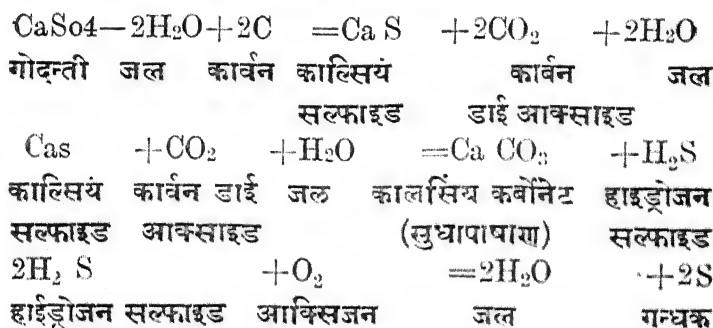 CaSo4—2H₂O+2C =Ca S +2CO₂ +2H₂O
गोदन्ती जल कार्वन काल्सियं कार्वन जल
सल्फाइड डाई आक्साइड
Cas +CO₂ +H₂O =Ca CO₃ +H₂S
काल्सियं कार्वन डाई जल कालसिंय कर्वोनेट हाइड्रोजन
सल्फाइड आक्साइड (सुधापाषाण) सल्फाइड
2H₂ S +O₂ =2H₂O +2S
हाईड्रोजन सल्फाइड आक्सिजन जल गन्धक